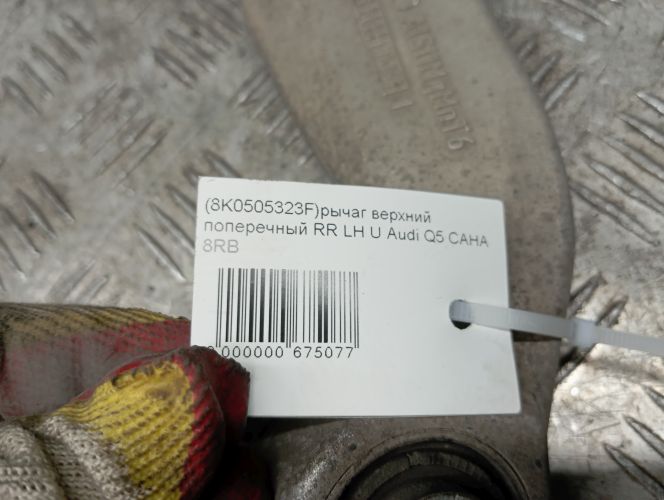 (8K0505323F)рычаг верхний
поперечный RR LH U Audi Q5 CAHA
8RB
000000 675077